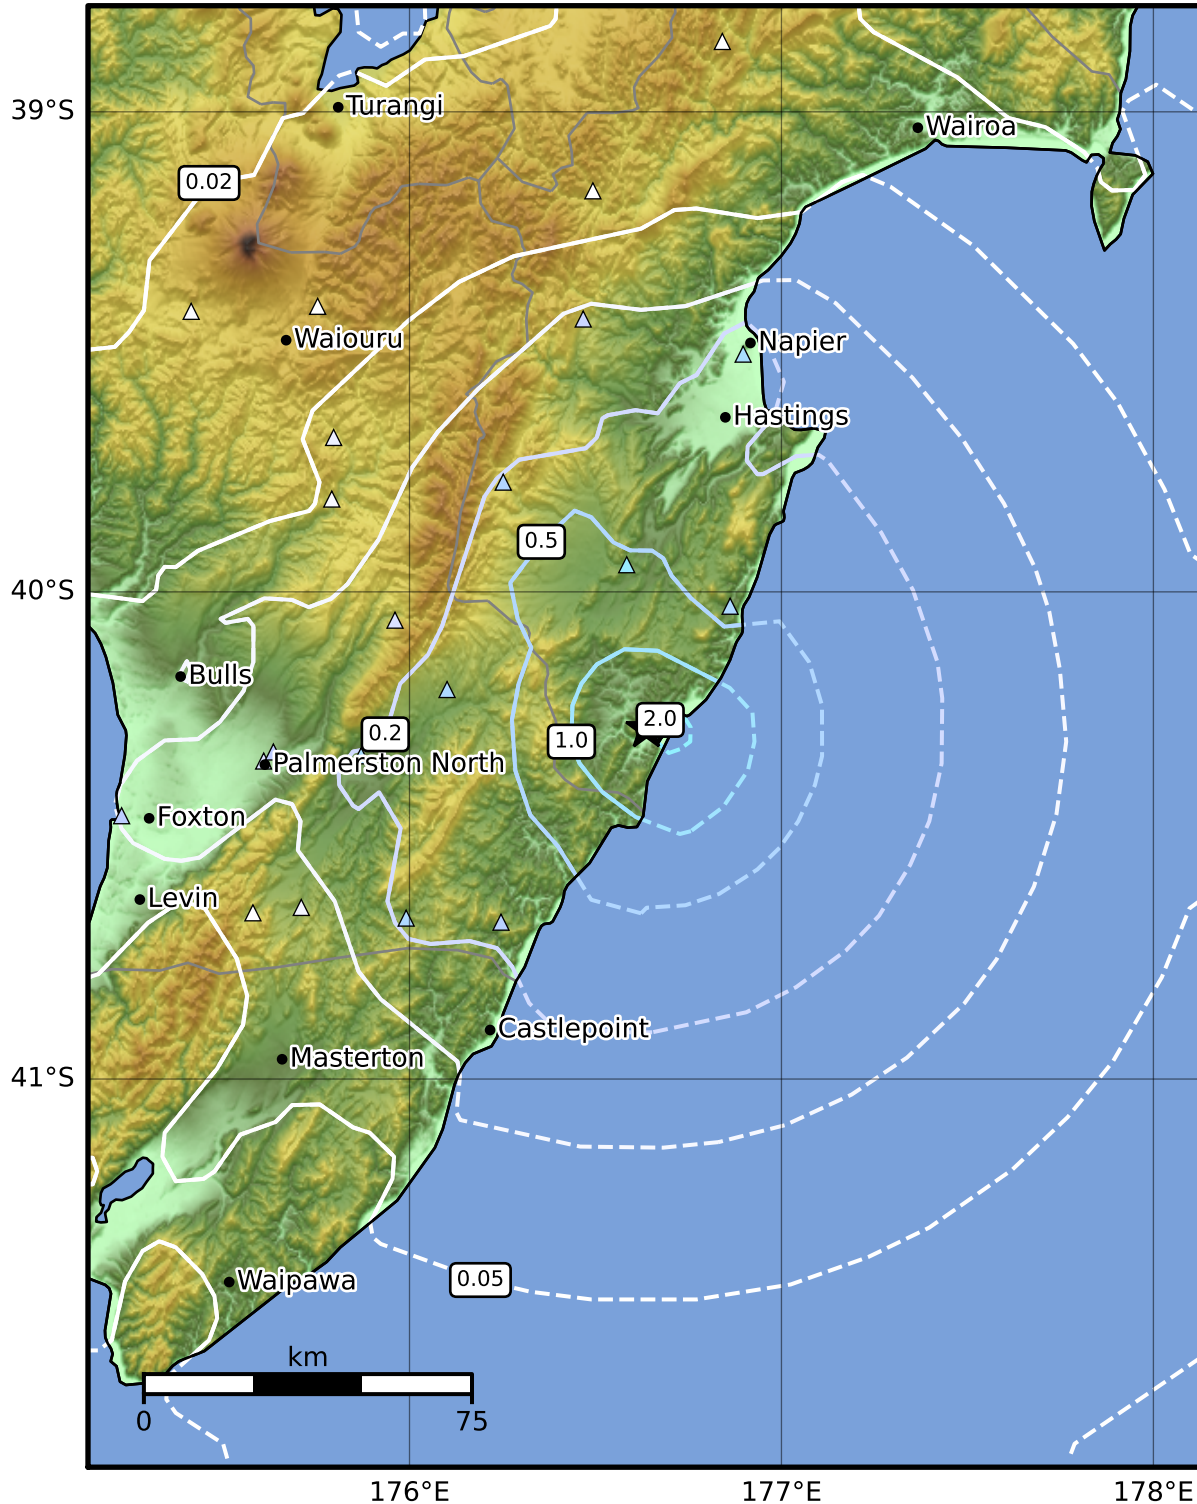 Turangi
39°S
Wairoa
0.02
Waiouru
Napier
Hastings
0.5
40°S
Bulls
2.0
0.2
1.0
Palmerston North
Foxton
Levin
Castlepoint
Masterton
41°S
Waipawa
0.05
km
0 75
176°E 177°E 178°E